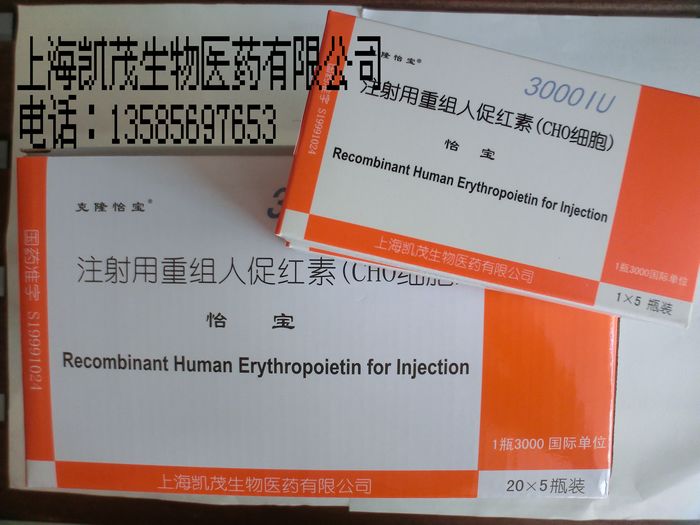 上海凯茂生物医药有限公司
电话：13585697653
克隆怡宝®
3000IU
注射用重组人促红素(CHO细胞)
怡 宝
Recombinant Human Erythropoietin for Injection
国药准字 S19991024
上海凯茂生物医药有限公司
1瓶3000国际单位
1×5 瓶装
克隆怡宝®
3
注射用重组人促红素(CHO细胞)
怡 宝
Recombinant Human Erythropoietin for Injection
国药准字 S19991024
1瓶3000 国际单位
上海凯茂生物医药有限公司
20×5 瓶装